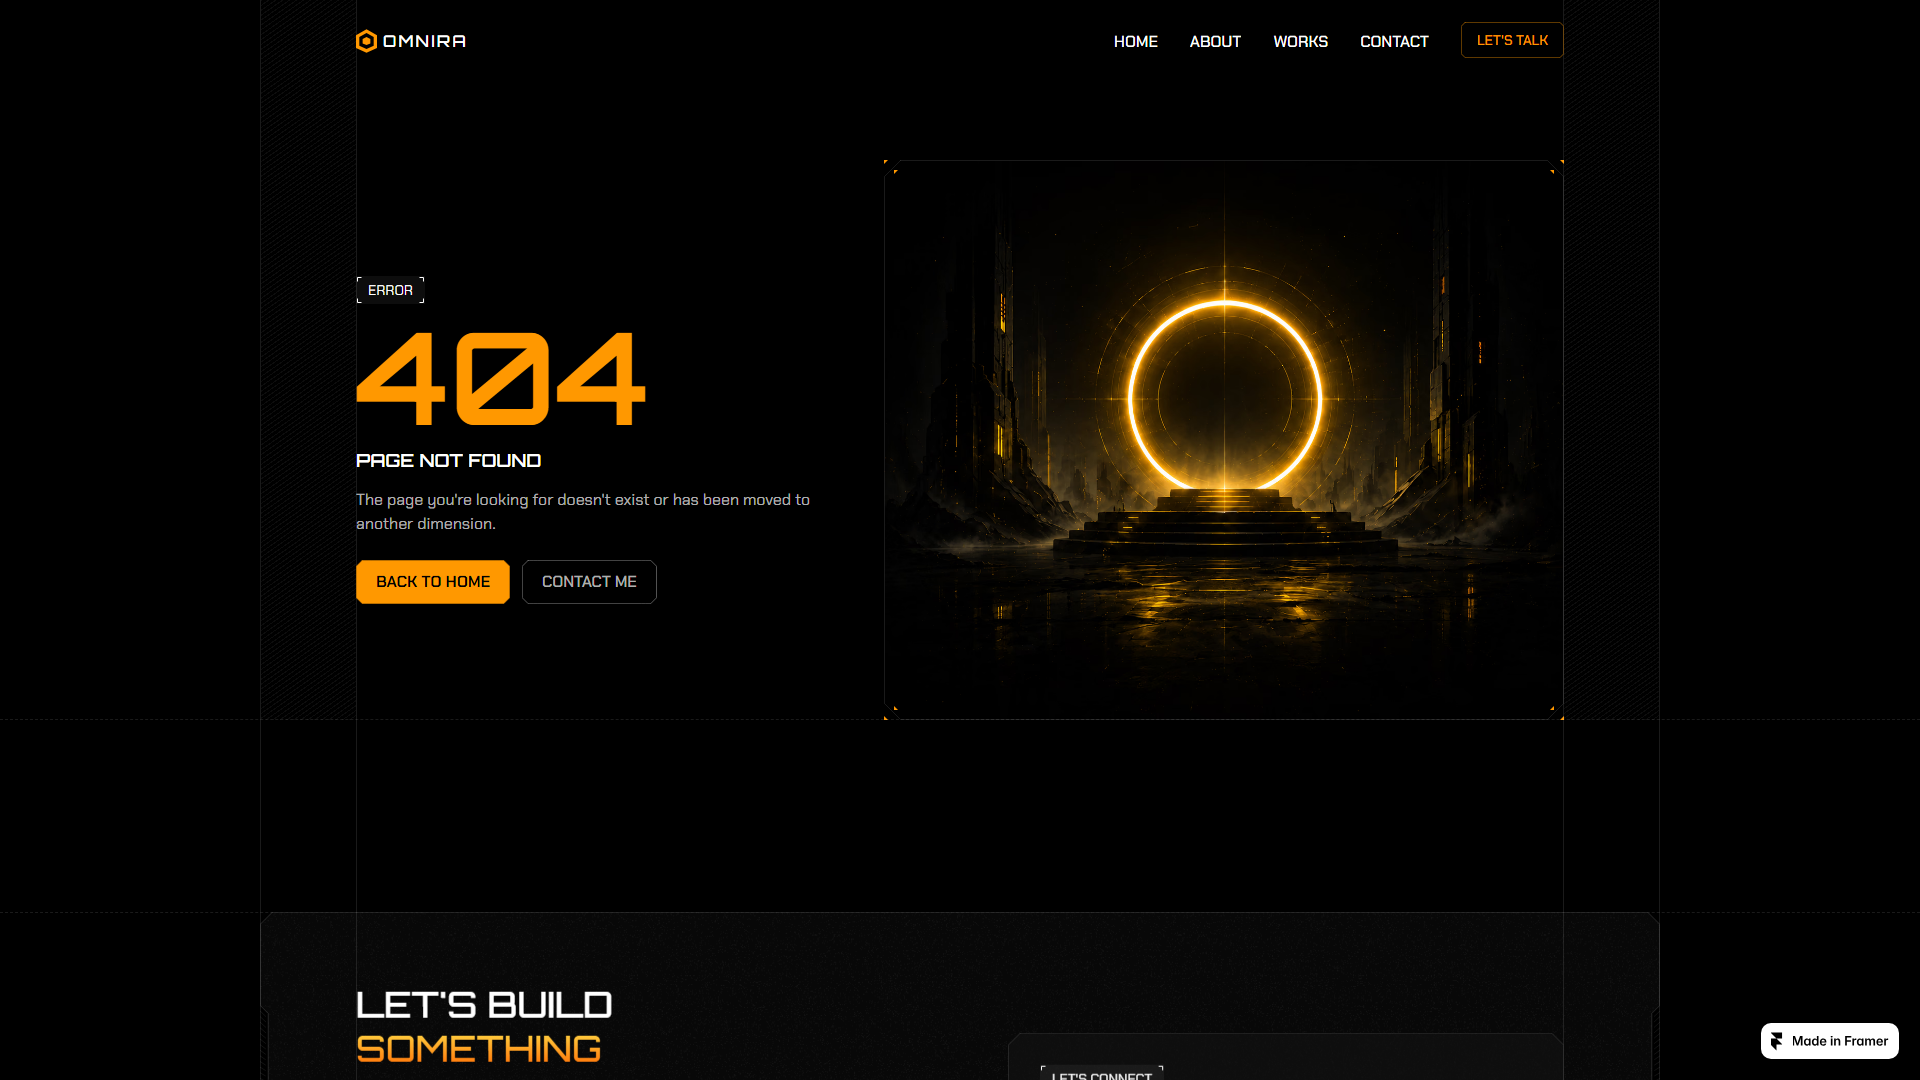 OMNIRA
HOME
ABOUT
WORKS
CONTACT
LET'S TALK
ERROR
404
PAGE NOT FOUND
The page you're looking for doesn't exist or has been moved to
another dimension.
BACK TO HOME
CONTACT ME
LET'S BUILD
SOMETHING
LET'S CONNECT
Made in Framer